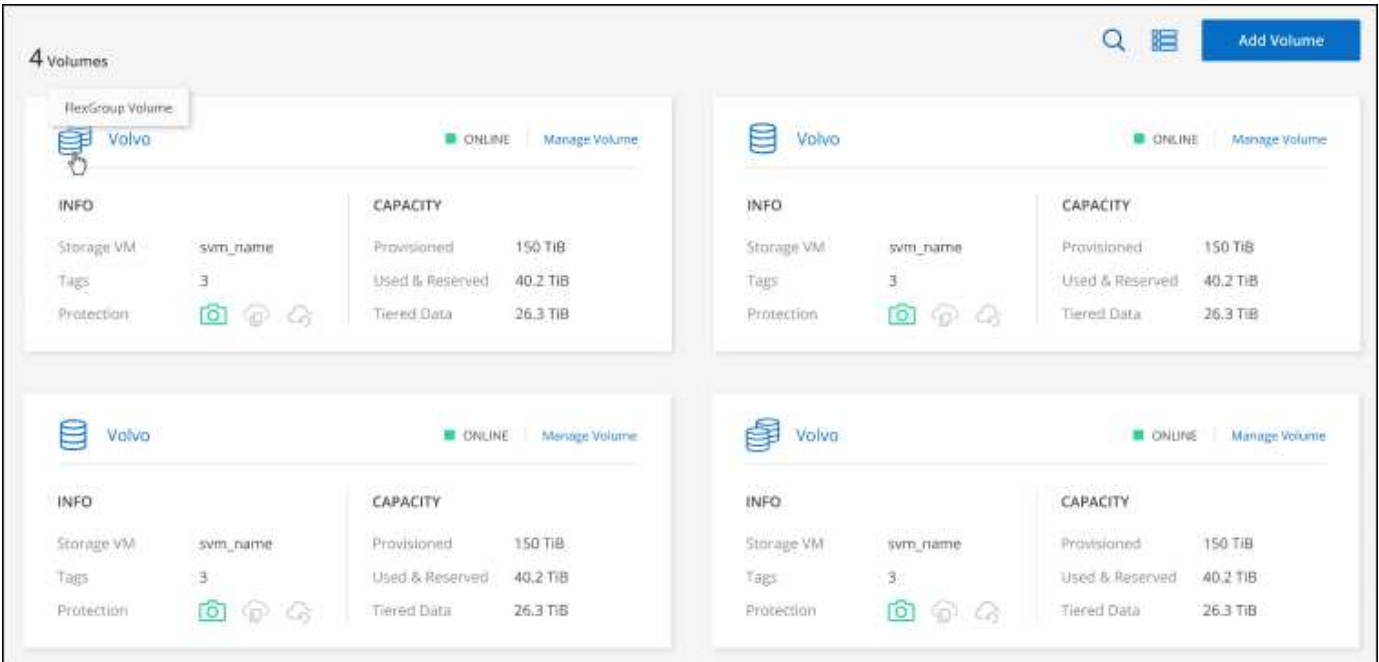 4 Volumes
Add Volume
FlexGroup Volume
Volvo ONLINE Manage Volume
INFO CAPACITY
Storage VM svm_name Provisioned 150 TiB
Tags 3 Used & Reserved 40.2 TiB
Protection Tiered Data 26.3 TiB
Volvo ONLINE Manage Volume
INFO CAPACITY
Storage VM svm_name Provisioned 150 TiB
Tags 3 Used & Reserved 40.2 TiB
Protection Tiered Data 26.3 TiB
Volvo ONLINE Manage Volume
INFO CAPACITY
Storage VM svm_name Provisioned 150 TiB
Tags 3 Used & Reserved 40.2 TiB
Protection Tiered Data 26.3 TiB
Volvo ONLINE Manage Volume
INFO CAPACITY
Storage VM svm_name Provisioned 150 TiB
Tags 3 Used & Reserved 40.2 TiB
Protection Tiered Data 26.3 TiB